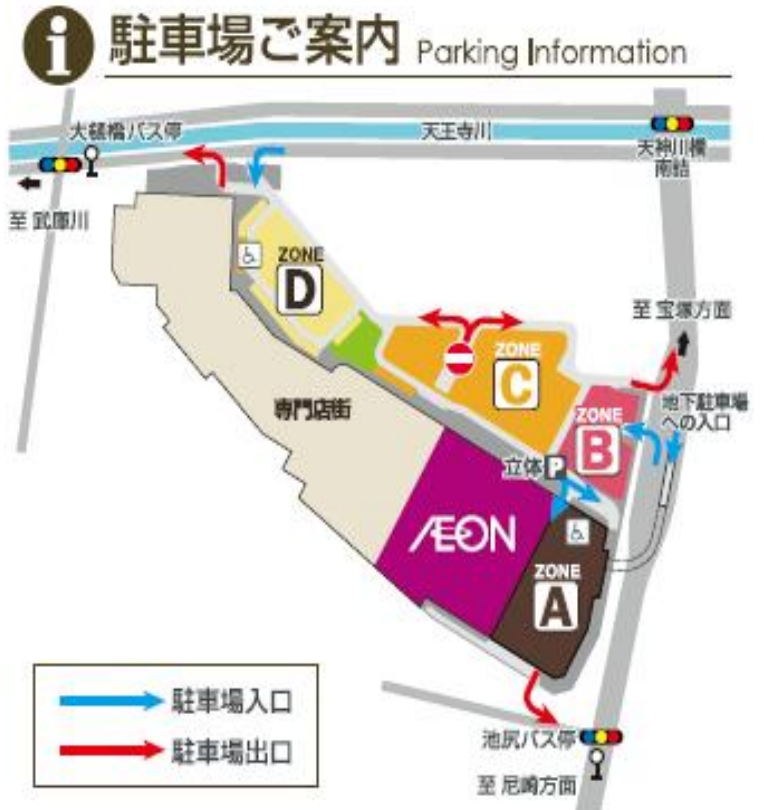 i 駐車場ご案内 Parking Information
大樋橋バス停
天王寺川
天神川橋
南詰
至 武庫川
ZONE
D
至 宝塚方面
ZONE
C
専門店街
地下駐車場
への入口
ZONE
B
立体 P
ÆON
ZONE
A
駐車場入口
駐車場出口
池尻バス停
至 尼崎方面